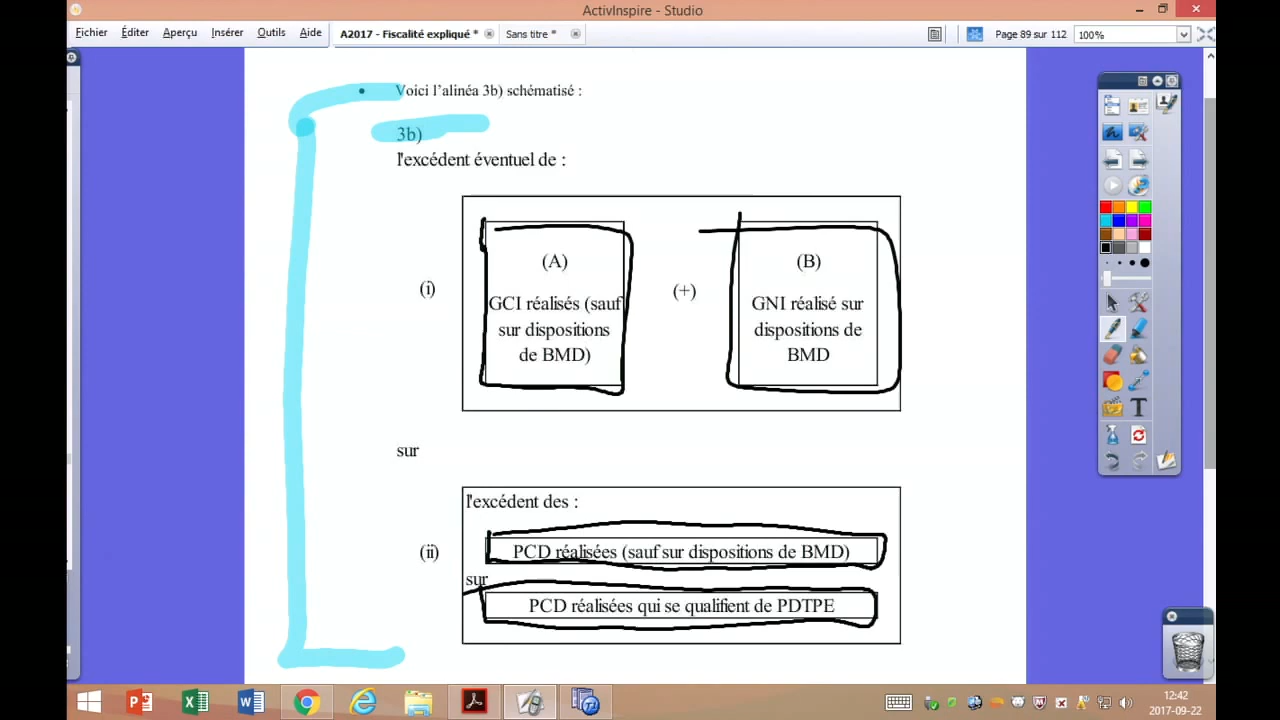 ActivInspire - Studio
Fichier Éditer Aperçu Insérer Outils Aide
A2017 - Fiscalité expliqué * Sans titre *
Page 89 sur 112 100%
• Voici l'alinéa 3b) schématisé :
3b)
l'excédent éventuel de :
(A) (B)
(i) GCI réalisés (sauf (+) GNI réalisé sur
sur dispositions dispositions de
de BMD) BMD
sur
l'excédent des :
(ii) PCD réalisées (sauf sur dispositions de BMD)
sur
PCD réalisées qui se qualifient de PDTPE
12:42
2017-09-22